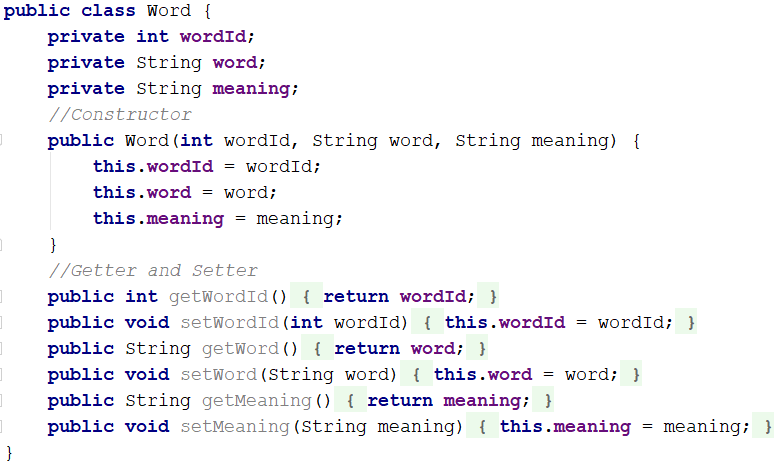 public class Word {
    private int wordId;
    private String word;
    private String meaning;
    //Constructor
    public Word(int wordId, String word, String meaning) {
        this.wordId = wordId;
        this.word = word;
        this.meaning = meaning;
    }
    //Getter and Setter
    public int getWordId() { return wordId; }
    public void setWordId(int wordId) { this.wordId = wordId; }
    public String getWord() { return word; }
    public void setWord(String word) { this.word = word; }
    public String getMeaning() { return meaning; }
    public void setMeaning(String meaning) { this.meaning = meaning; }
}